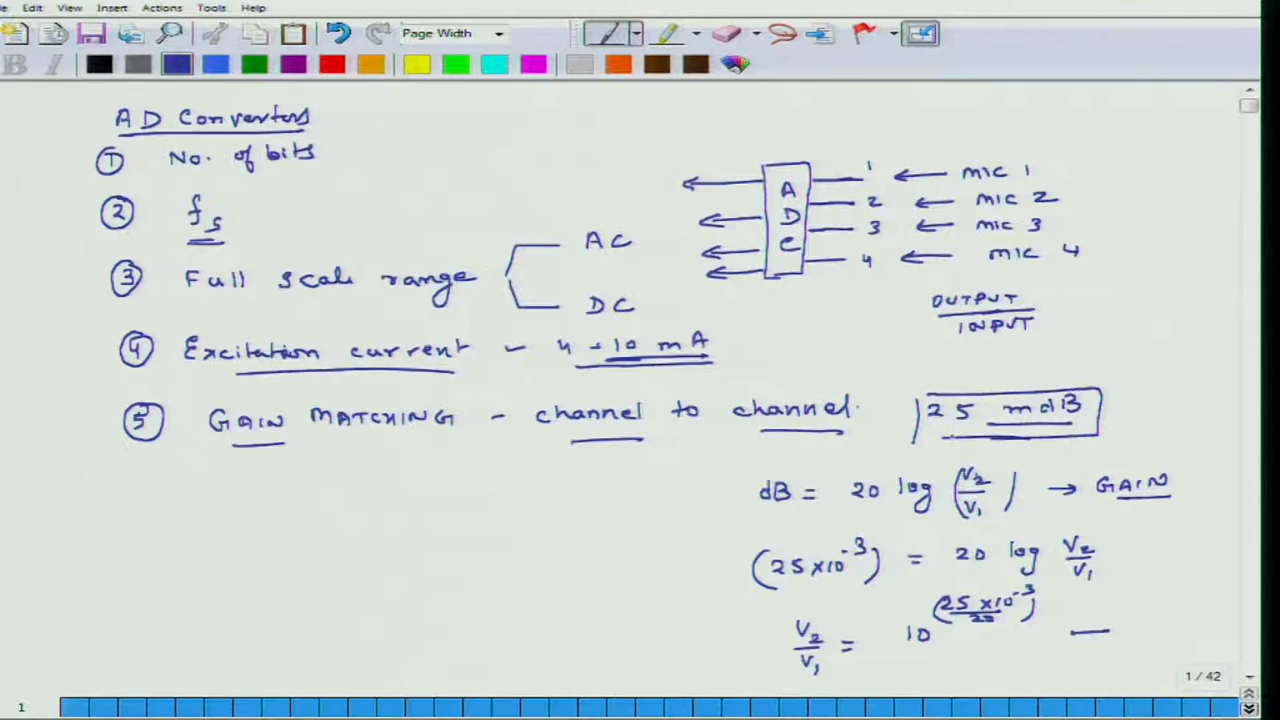 Edit View Insert Actions Tools Help
Page Width
AD Convertors
① No. of bits
② fs
③ Full scale range
AC
DC
④ Excitation current – 4 - 10 mA
⑤ GAIN MATCHING – channel to channel.
25 mdB
ADC
1 ← MIC 1
2 ← MIC 2
3 ← MIC 3
4 ← MIC 4
OUTPUT
INPUT
dB = 20 log (V2/V1) → GAIN
(25×10^-3) = 20 log V2/V1
V2/V1 = 10^(25×10^-3/20) —
1 / 42
1